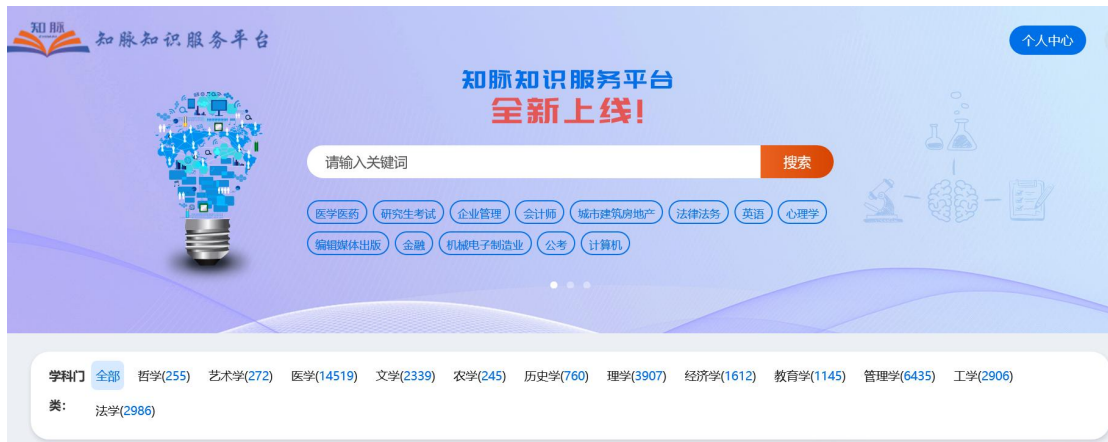 知脉
知脉知识服务平台
个人中心
知脉知识服务平台
全新上线!
请输入关键词
搜索
医学医药 研究生考试 企业管理 会计师 城市建筑房地产 法律法务 英语 心理学
编辑媒体出版 金融 机械电子制造业 公考 计算机
学科门 全部 哲学(255) 艺术学(272) 医学(14519) 文学(2339) 农学(245) 历史学(760) 理学(3907) 经济学(1612) 教育学(1145) 管理学(6435) 工学(2906)
类: 法学(2986)